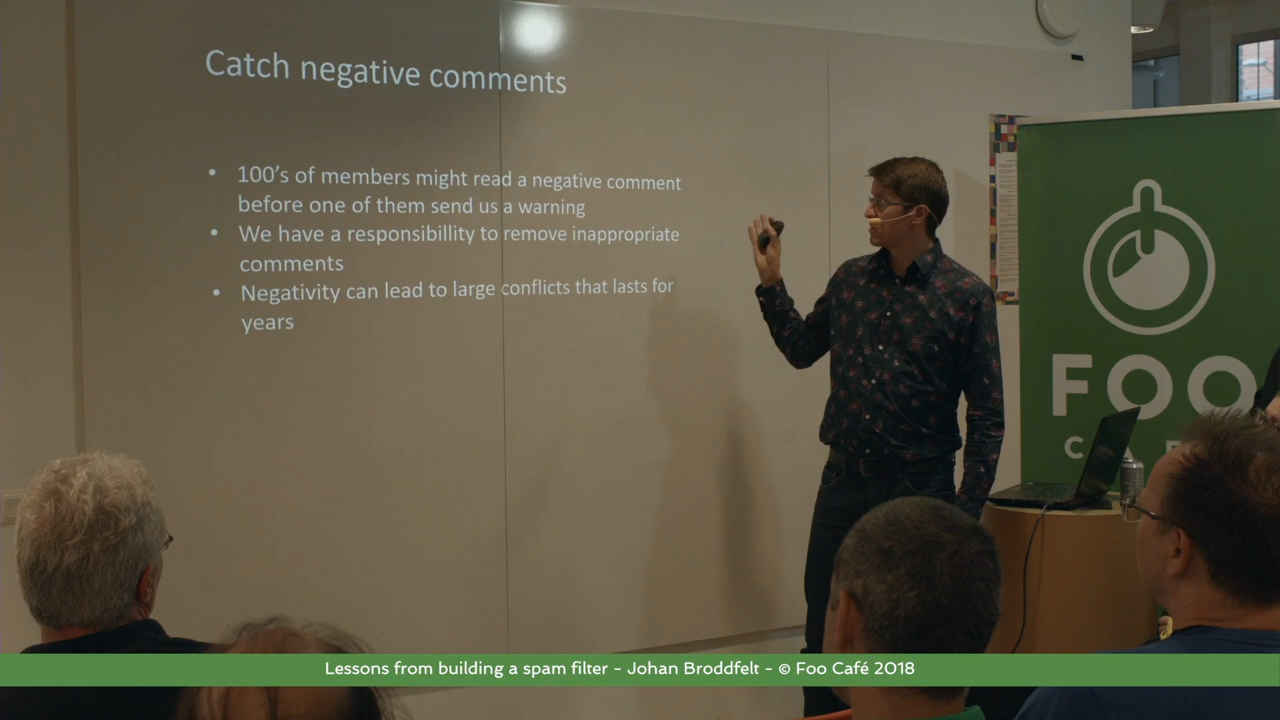 Catch negative comments
• 100's of members might read a negative comment
before one of them send us a warning
• We have a responsibillity to remove inappropriate
comments
• Negativity can lead to large conflicts that lasts for
years
FOO
Lessons from building a spam filter - Johan Broddfelt - © Foo Café 2018